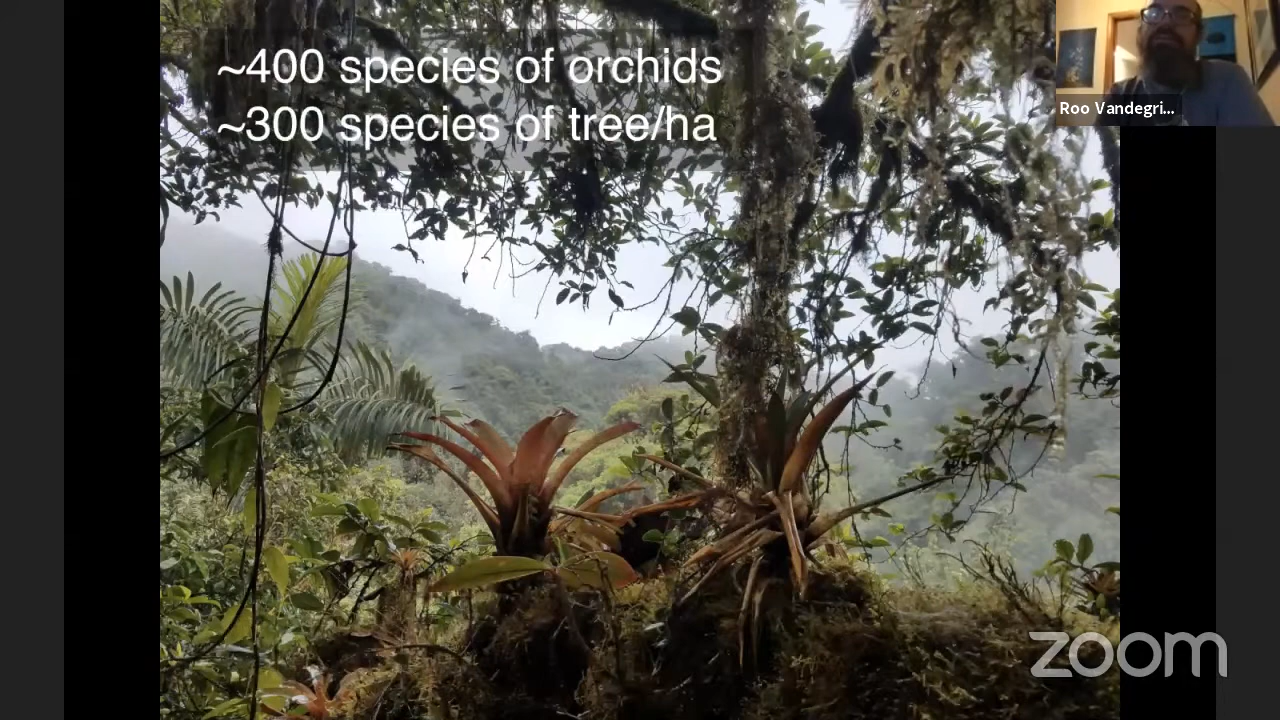 ~400 species of orchids
~300 species of tree/ha
Roo Vandegri...
zoom